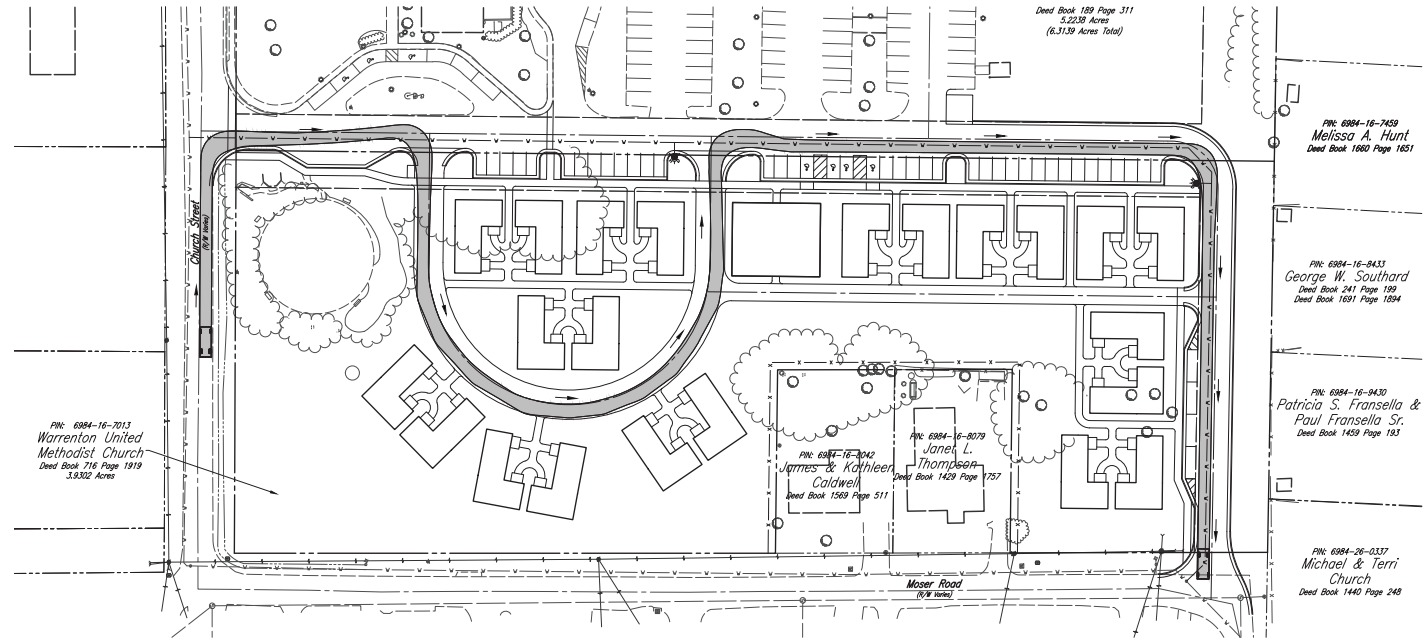 Deed Book 189 Page 311
5.2238 Acres
(6.3139 Acres Total)
PIN: 6984-16-7459
Melissa A. Hunt
Deed Book 1660 Page 1651
Church Street
(R/W Varies)
PIN: 6984-16-8433
George W. Southard
Deed Book 241 Page 199
Deed Book 1691 Page 1894
PIN: 6984-16-9430
Patricia S. Fransella &
Paul Fransella Sr.
Deed Book 1459 Page 193
PIN: 6984-16-7013
Warrenton United
Methodist Church
Deed Book 716 Page 1919
3.9302 Acres
PIN: 6984-16-8042
James & Kathleen
Caldwell
Deed Book 1569 Page 511
PIN: 6984-16-8079
Janet L.
Thompson
Deed Book 1429 Page 1757
PIN: 6984-26-0337
Michael & Terri
Church
Deed Book 1440 Page 248
Moser Road
(R/W Varies)